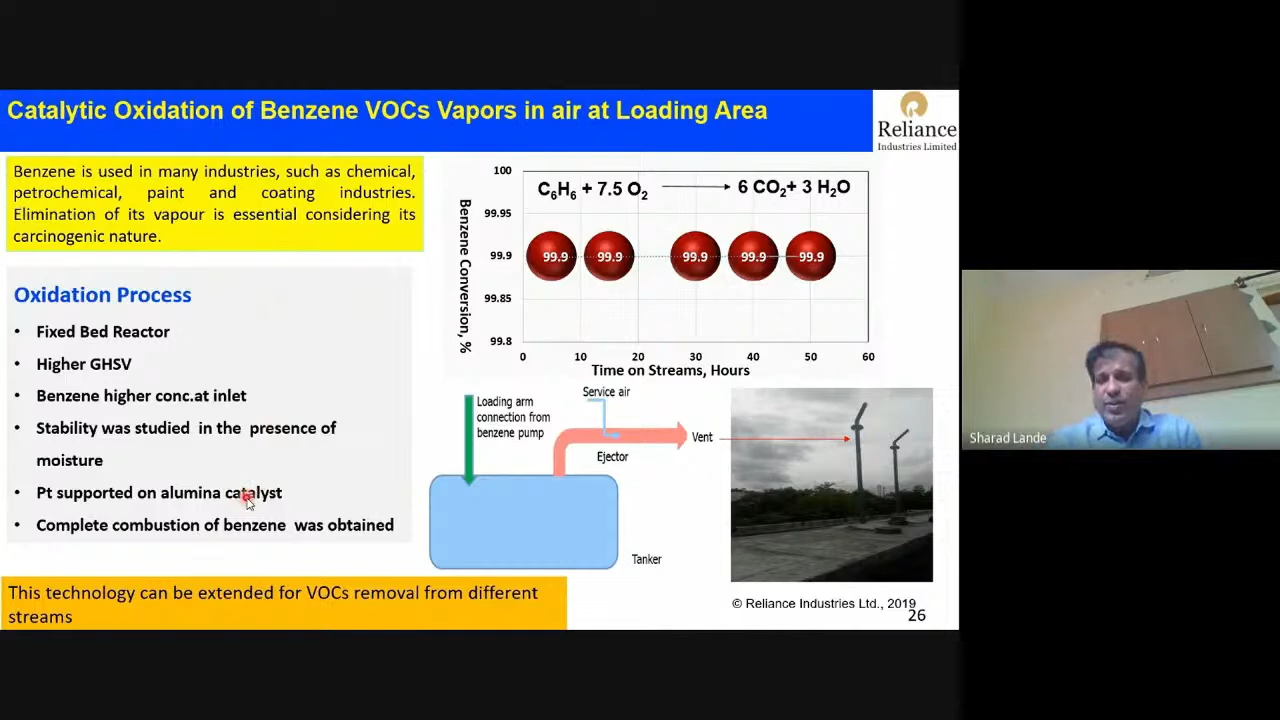 Catalytic Oxidation of Benzene VOCs Vapors in air at Loading Area
Reliance
Industries Limited
Benzene is used in many industries, such as chemical,
petrochemical, paint and coating industries.
Elimination of its vapour is essential considering its
carcinogenic nature.
Oxidation Process
• Fixed Bed Reactor
• Higher GHSV
• Benzene higher conc.at inlet
• Stability was studied in the presence of
moisture
• Pt supported on alumina catalyst
• Complete combustion of benzene was obtained
This technology can be extended for VOCs removal from different
streams
C₆H₆ + 7.5 O₂ → 6 CO₂+ 3 H₂O
Benzene Conversion, %
100
99.95
99.9
99.85
99.8
99.9 99.9 99.9 99.9 99.9
0 10 20 30 40 50 60
Time on Streams, Hours
Service air
Loading arm
connection from
benzene pump
Vent
Ejector
Tanker
© Reliance Industries Ltd., 2019
26
Sharad Lande